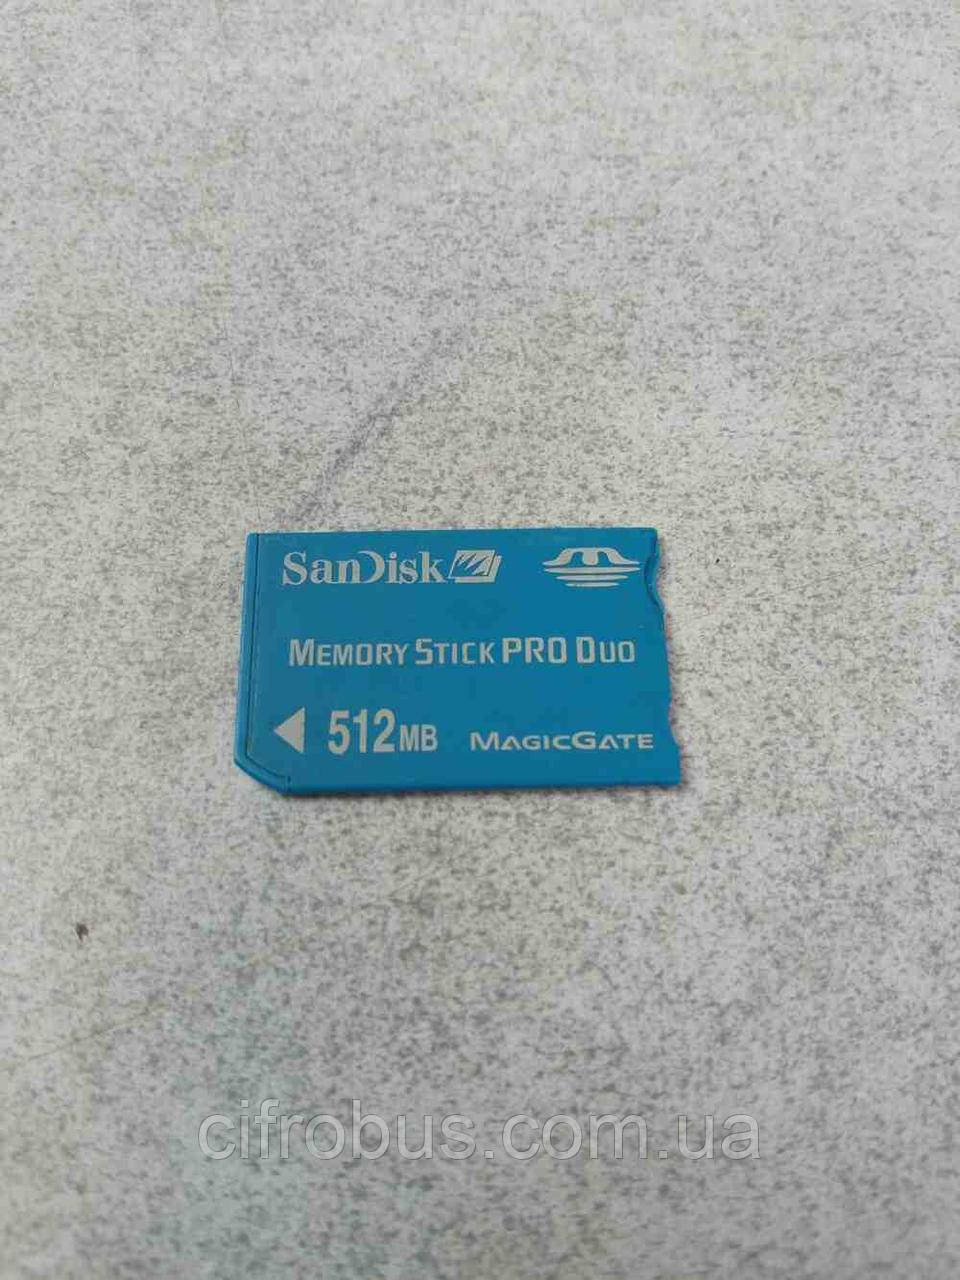 SanDisk
MEMORY STICK PRO DUO
512MB MAGICGATE
cifrobus.com.ua